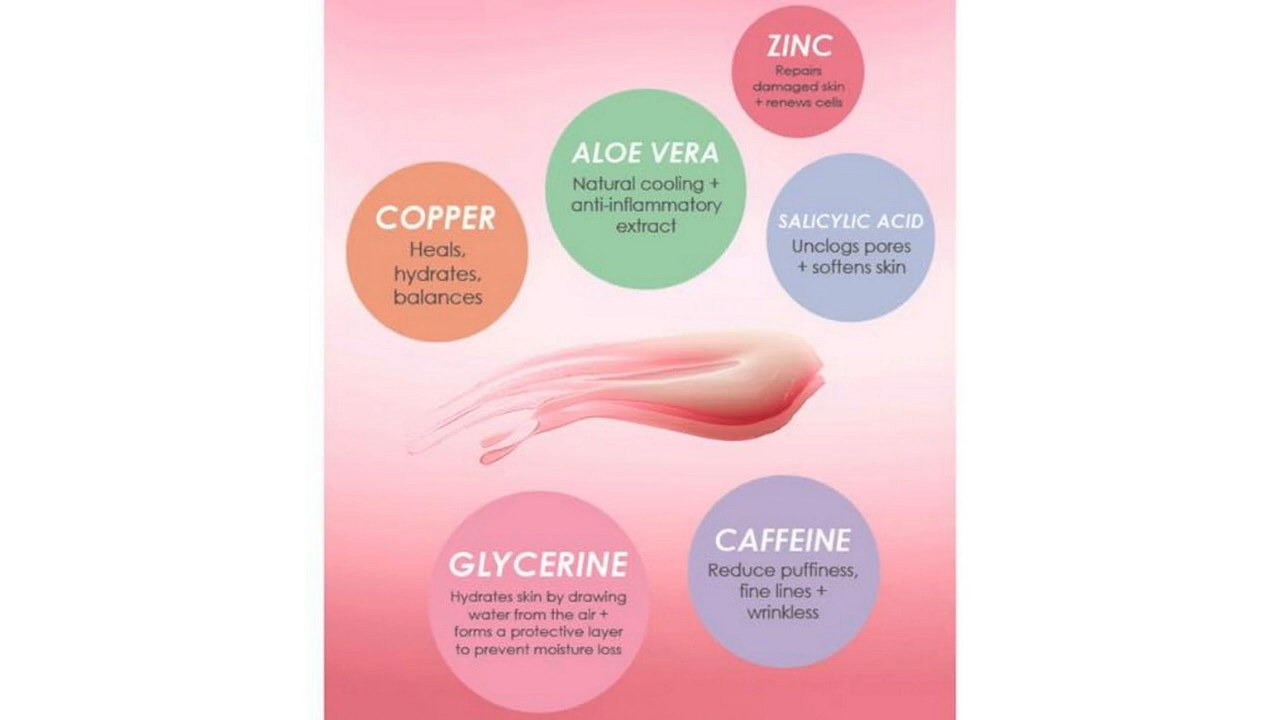 ZINC
Repairs
damaged skin
+ renews cells
ALOE VERA
Natural cooling +
anti-inflammatory
extract
COPPER
Heals,
hydrates,
balances
SALICYLIC ACID
Unclogs pores
+ softens skin
GLYCERINE
Hydrates skin by drawing
water from the air +
forms a protective layer
to prevent moisture loss
CAFFEINE
Reduce puffiness,
fine lines +
wrinkless